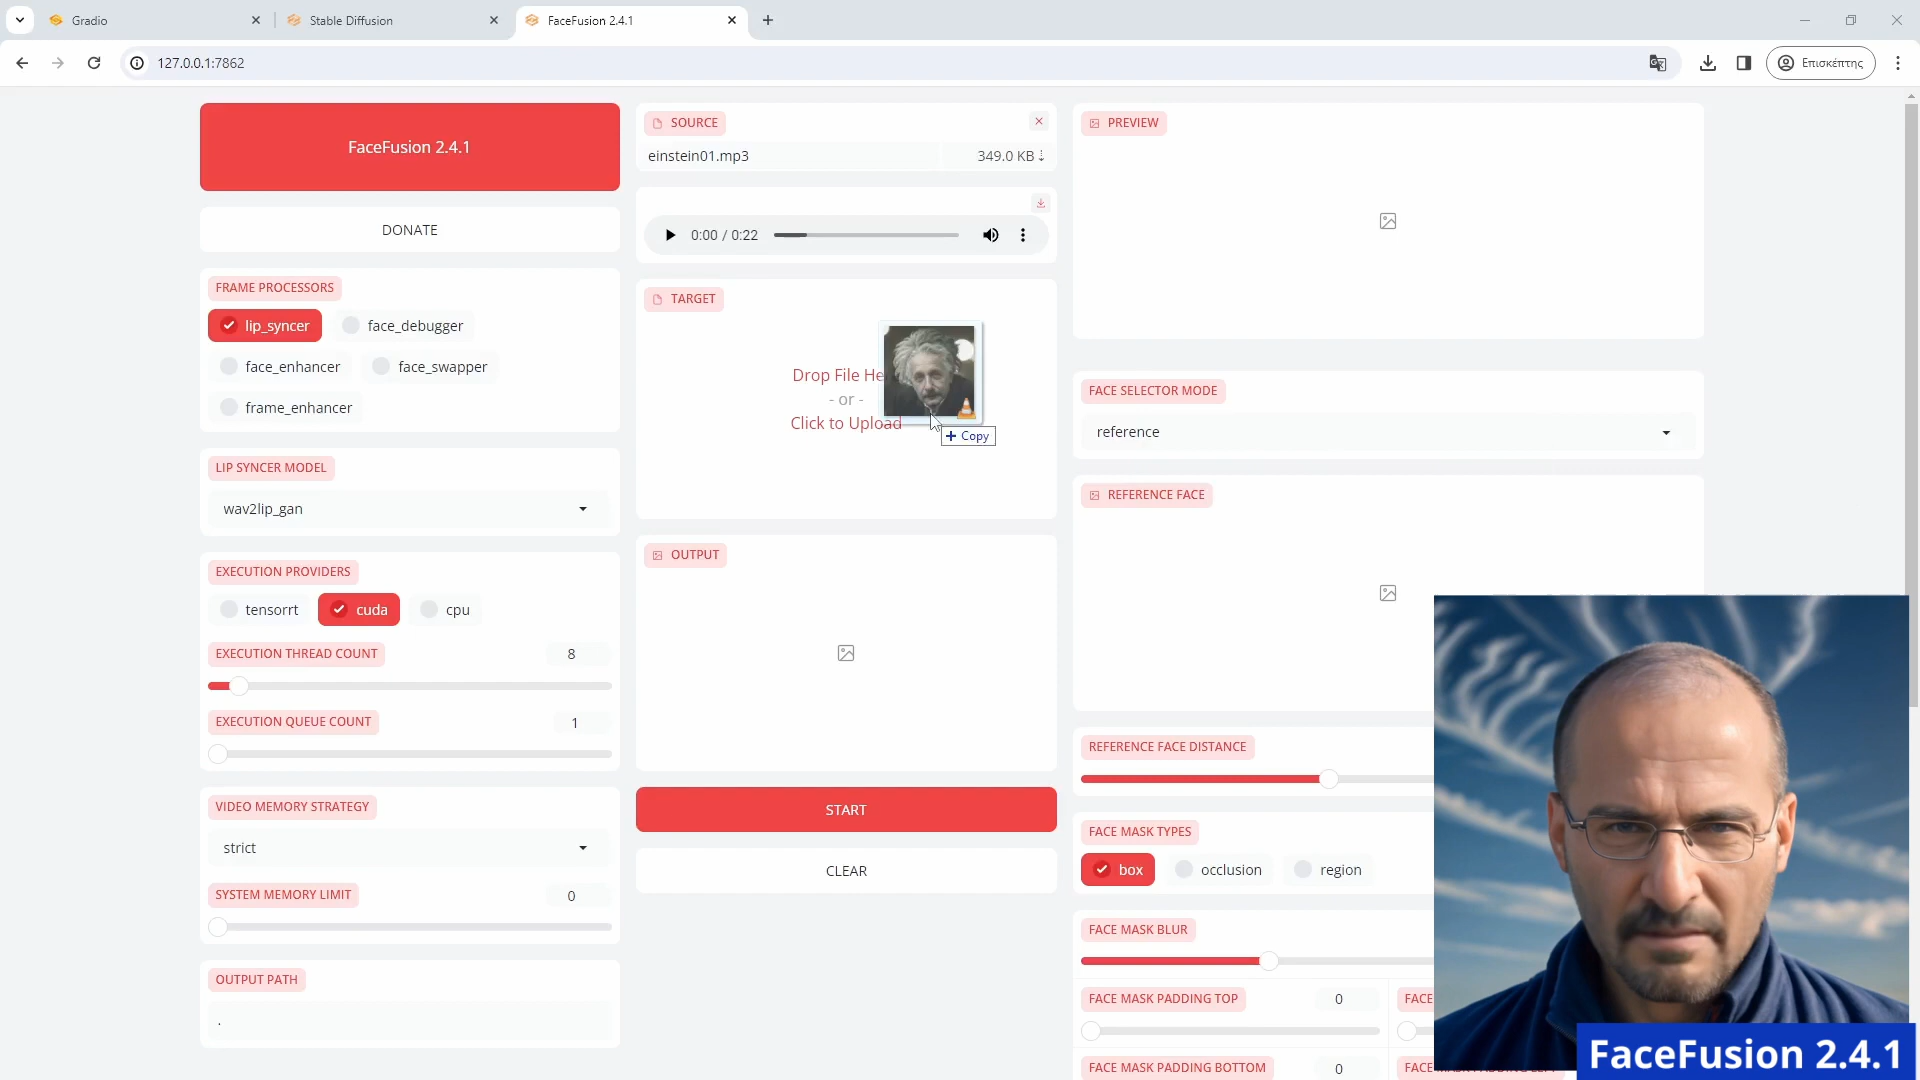 Gradio
Stable Diffusion
FaceFusion 2.4.1
127.0.0.1:7862
Επισκέπτης
FaceFusion 2.4.1
DONATE
FRAME PROCESSORS
lip_syncer
face_debugger
face_enhancer
face_swapper
frame_enhancer
LIP SYNCER MODEL
wav2lip_gan
EXECUTION PROVIDERS
tensorrt
cuda
cpu
EXECUTION THREAD COUNT
8
EXECUTION QUEUE COUNT
1
VIDEO MEMORY STRATEGY
strict
SYSTEM MEMORY LIMIT
0
OUTPUT PATH
.
SOURCE
einstein01.mp3
349.0 KB ⇣
0:00 / 0:22
TARGET
Drop File He
- or -
Click to Upload
+ Copy
OUTPUT
START
CLEAR
PREVIEW
FACE SELECTOR MODE
reference
REFERENCE FACE
REFERENCE FACE DISTANCE
FACE MASK TYPES
box
occlusion
region
FACE MASK BLUR
FACE MASK PADDING TOP
0
FACE
FACE MASK PADDING BOTTOM
0
FACE
FaceFusion 2.4.1